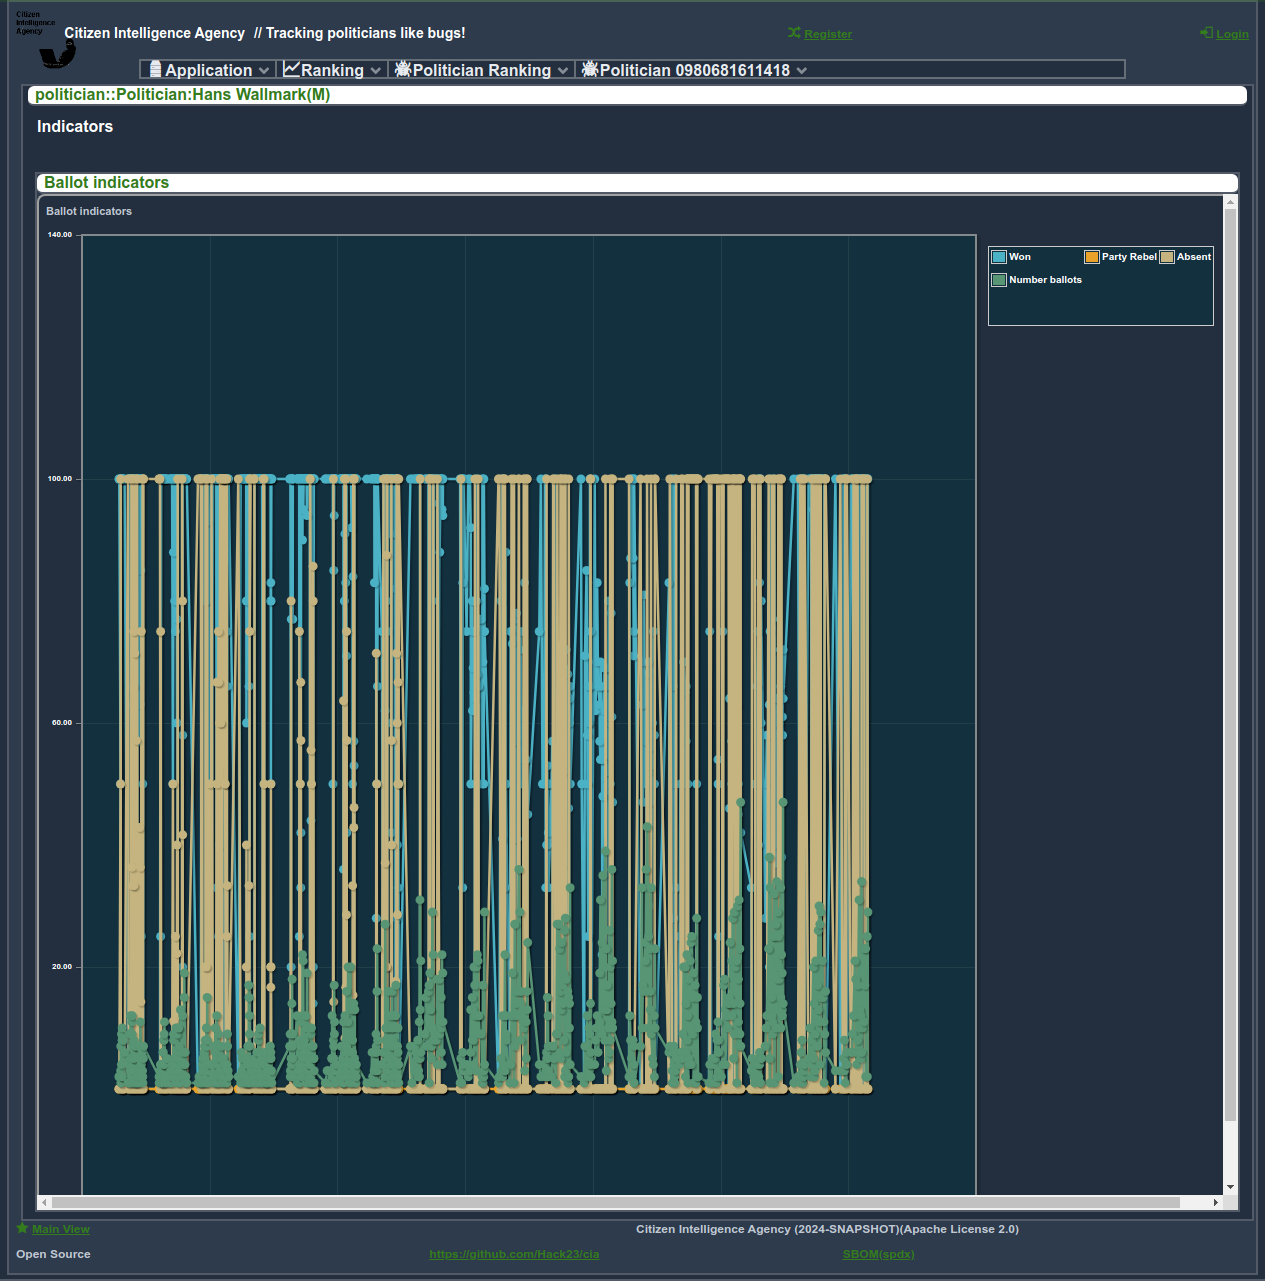 Citizen
Intelligence
Agency
Citizen Intelligence Agency // Tracking politicians like bugs!
Register
Login
Application
Ranking
Politician Ranking
Politician 0980681611418
politician::Politician:Hans Wallmark(M)
Indicators
Ballot indicators
Ballot indicators
140.00
100.00
60.00
20.00
Won
Party Rebel
Absent
Number ballots
Main View
Citizen Intelligence Agency (2024-SNAPSHOT)(Apache License 2.0)
Open Source
https://github.com/Hack23/cia
SBOM(spdx)